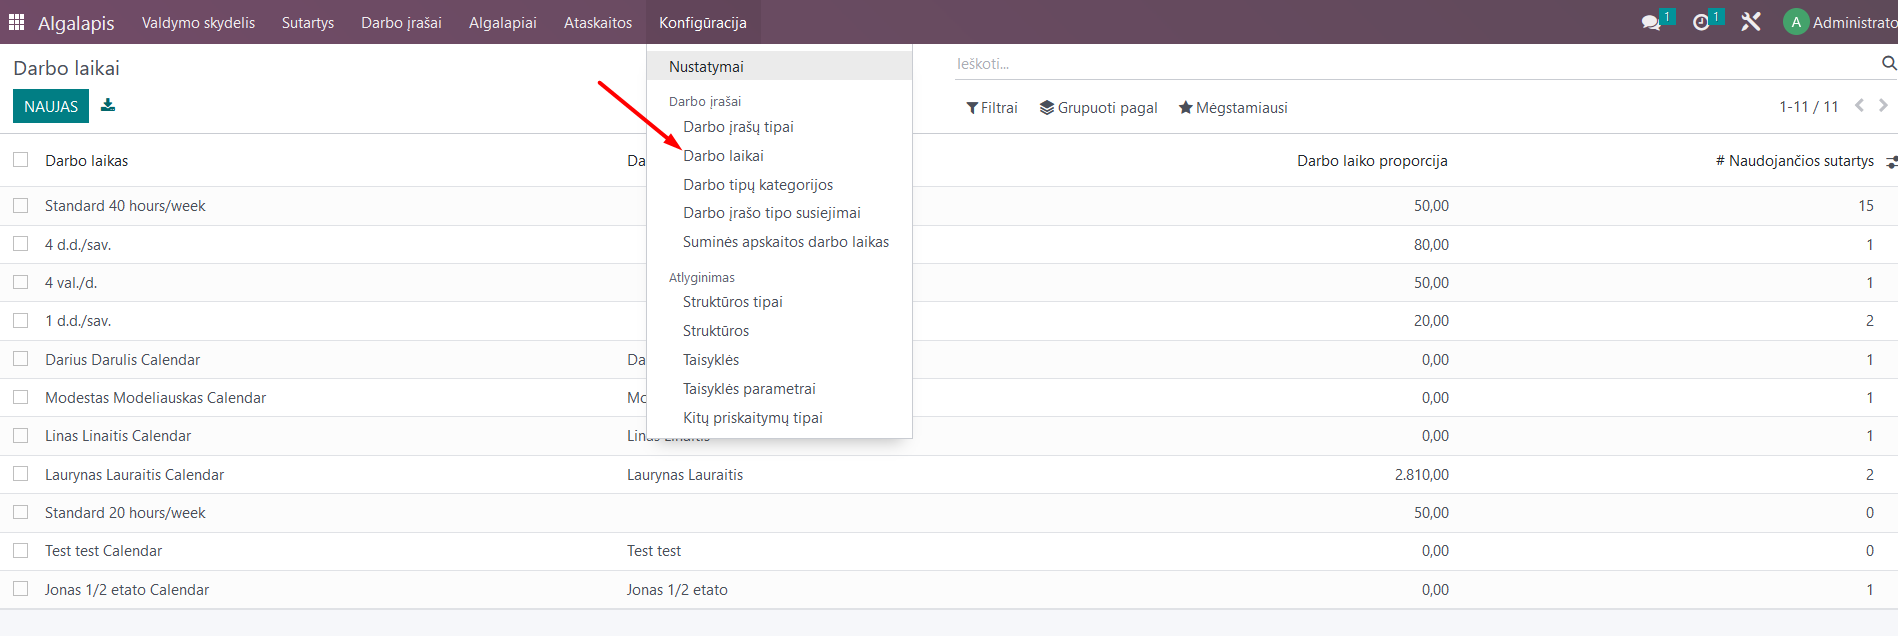 Algalapis Valdymo skydelis Sutartys Darbo įrašai Algalapiai Ataskaitos Konfigūracija 1 1 A Administrato
Darbo laikai
Ieškoti...
NAUJAS
Filtrai Grupuoti pagal Mėgstamiausi 1-11 / 11
Nustatymai
Darbo įrašai
Darbo įrašų tipai
Darbo laikai
Darbo tipų kategorijos
Darbo įrašo tipo susiejimai
Suminės apskaitos darbo laikas
Atlyginimas
Struktūros tipai
Struktūros
Taisyklės
Taisyklės parametrai
Kitų priskaitymų tipai
Darbo laikas Da Darbo laiko proporcija # Naudojančios sutartys
Standard 40 hours/week 50,00 15
4 d.d./sav. 80,00 1
4 val./d. 50,00 1
1 d.d./sav. 20,00 2
Darius Darulis Calendar Da 0,00 1
Modestas Modeliauskas Calendar Mo 0,00 1
Linas Linaitis Calendar Linas Linaitis 0,00 1
Laurynas Lauraitis Calendar Laurynas Lauraitis 2.810,00 2
Standard 20 hours/week 50,00 0
Test test Calendar Test test 0,00 0
Jonas 1/2 etato Calendar Jonas 1/2 etato 0,00 1